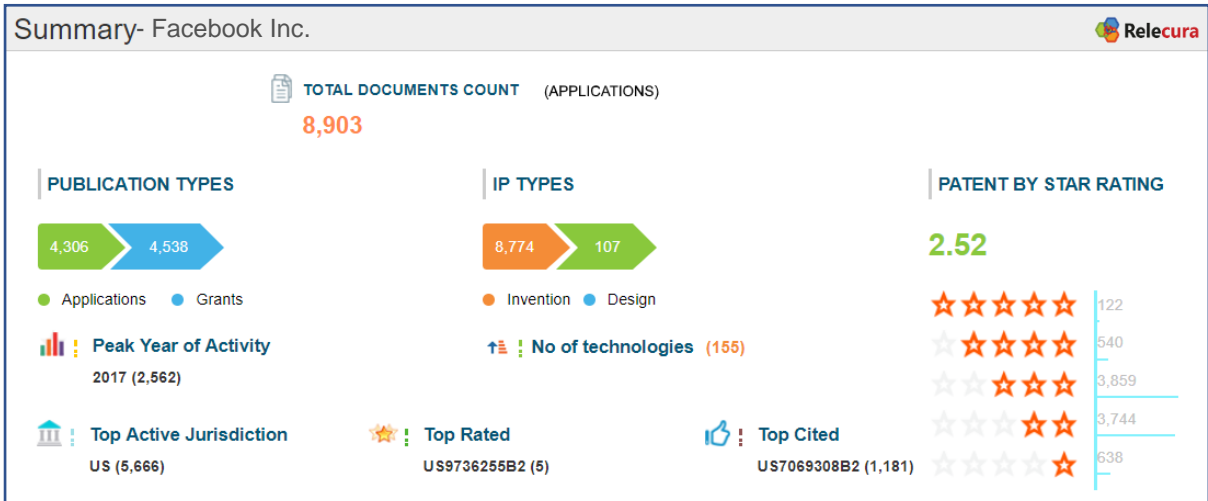 Summary- Facebook Inc.
Relecura
TOTAL DOCUMENTS COUNT (APPLICATIONS)
8,903
PUBLICATION TYPES
4,306 4,538
Applications Grants
Peak Year of Activity
2017 (2,562)
IP TYPES
8,774 107
Invention Design
No of technologies (155)
Top Active Jurisdiction
US (5,666)
Top Rated
US9736255B2 (5)
Top Cited
US7069308B2 (1,181)
PATENT BY STAR RATING
2.52
122
540
3,859
3,744
638